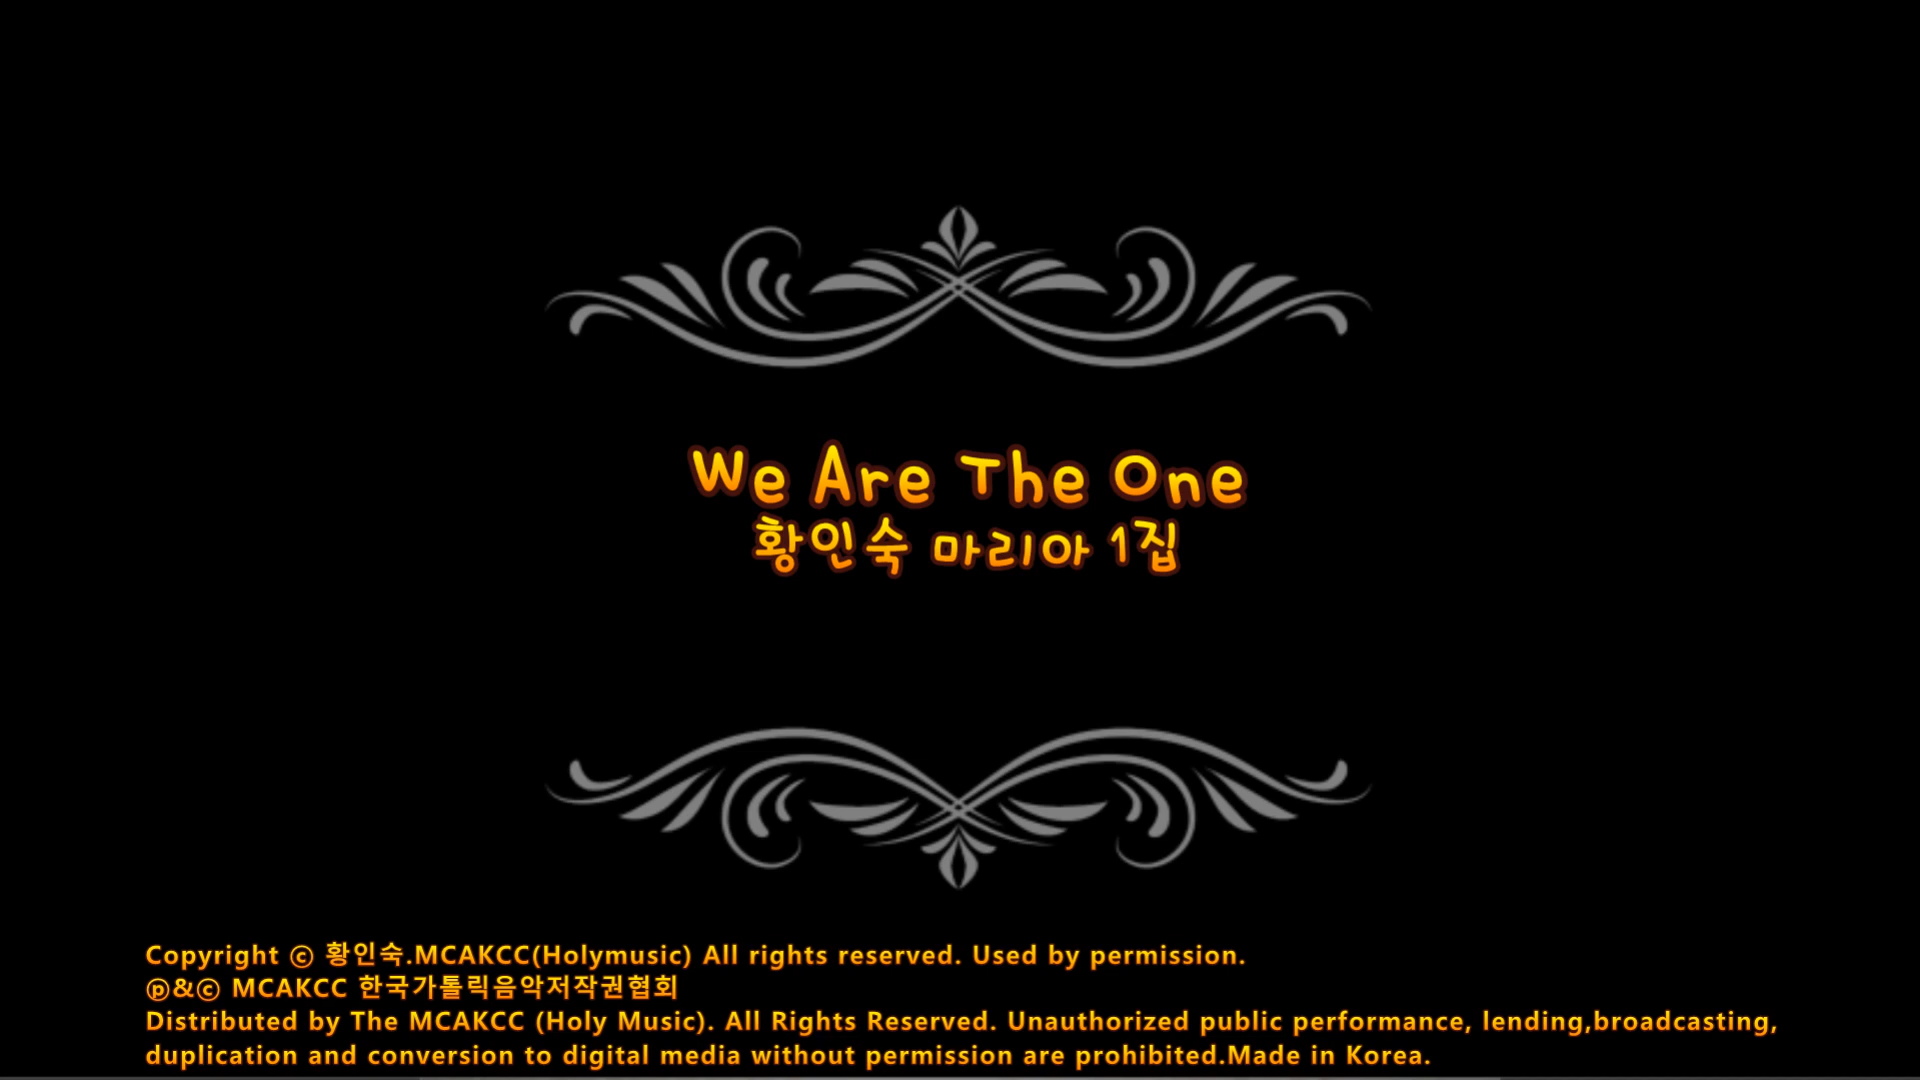 We Are The One
황인숙 마리아 1집
Copyright ⓒ 황인숙.MCAKCC(Holymusic) All rights reserved. Used by permission.
ⓟ&ⓒ MCAKCC 한국가톨릭음악저작권협회
Distributed by The MCAKCC (Holy Music). All Rights Reserved. Unauthorized public performance, lending,broadcasting,
duplication and conversion to digital media without permission are prohibited.Made in Korea.